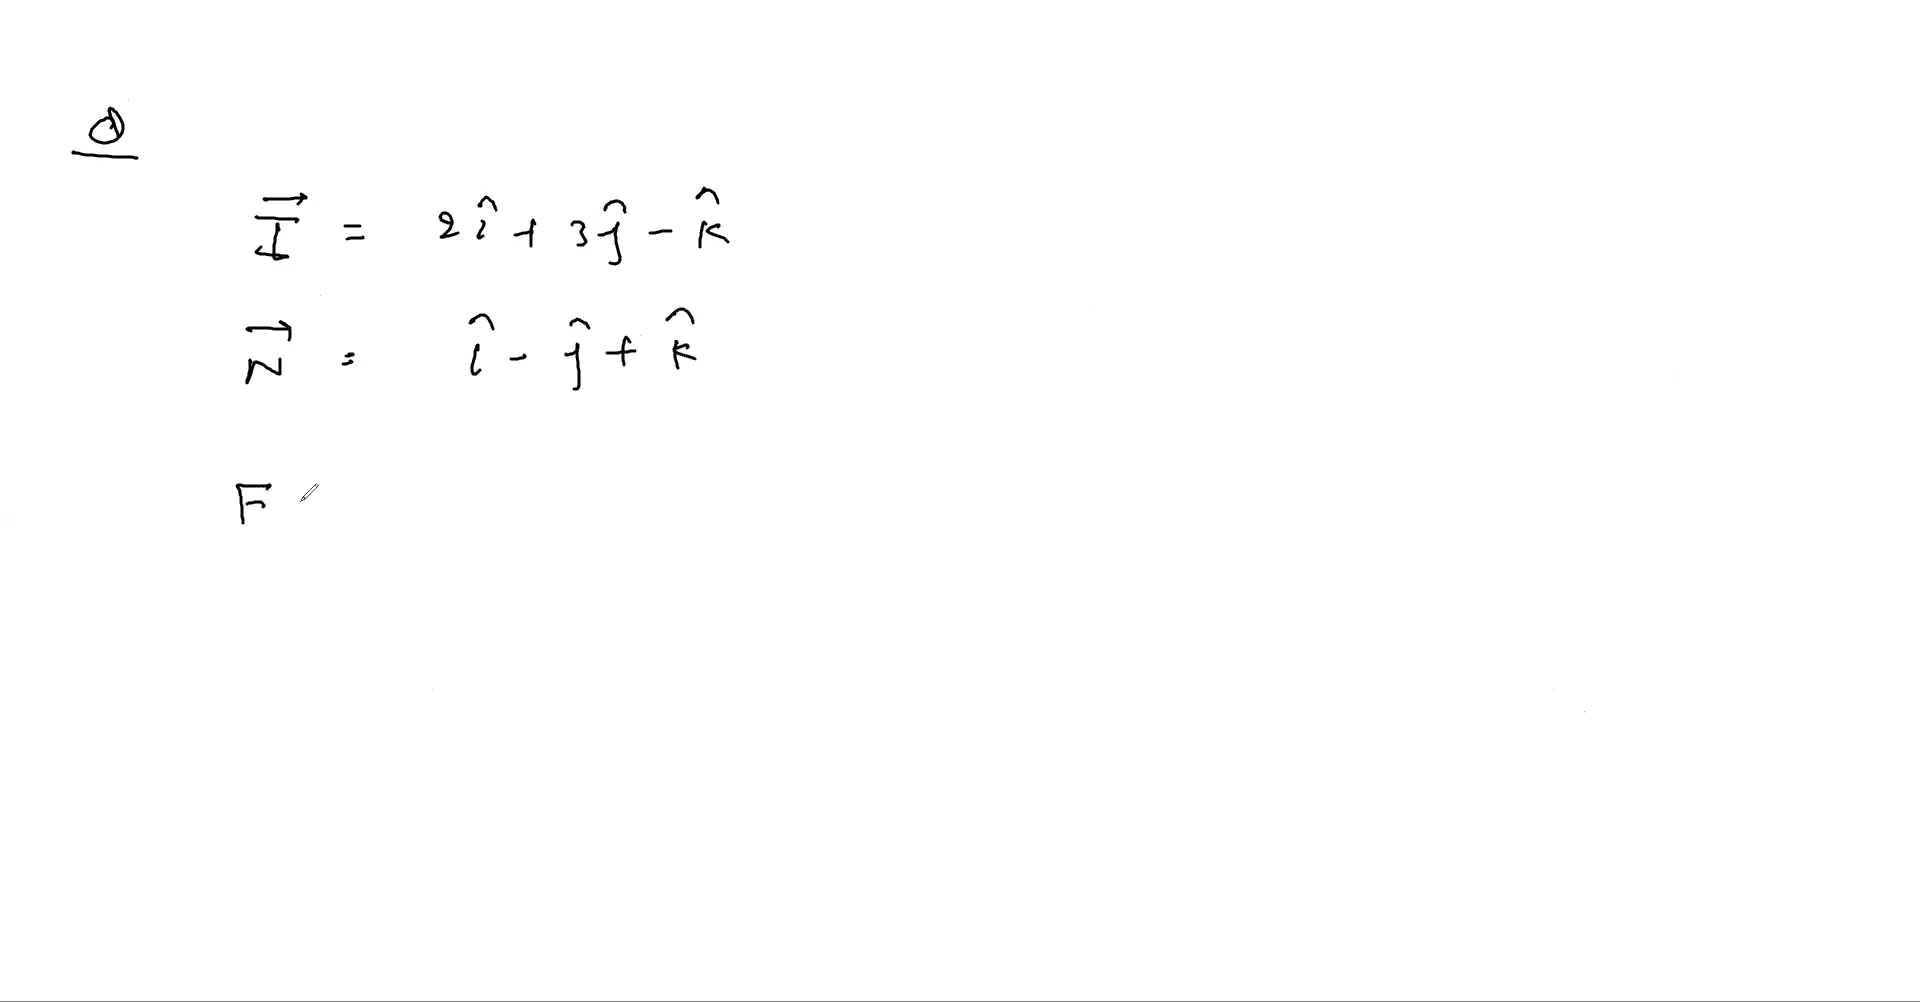 Q
I⃗ = 2î + 3ĵ - k̂
N⃗ = î - ĵ + k̂
F